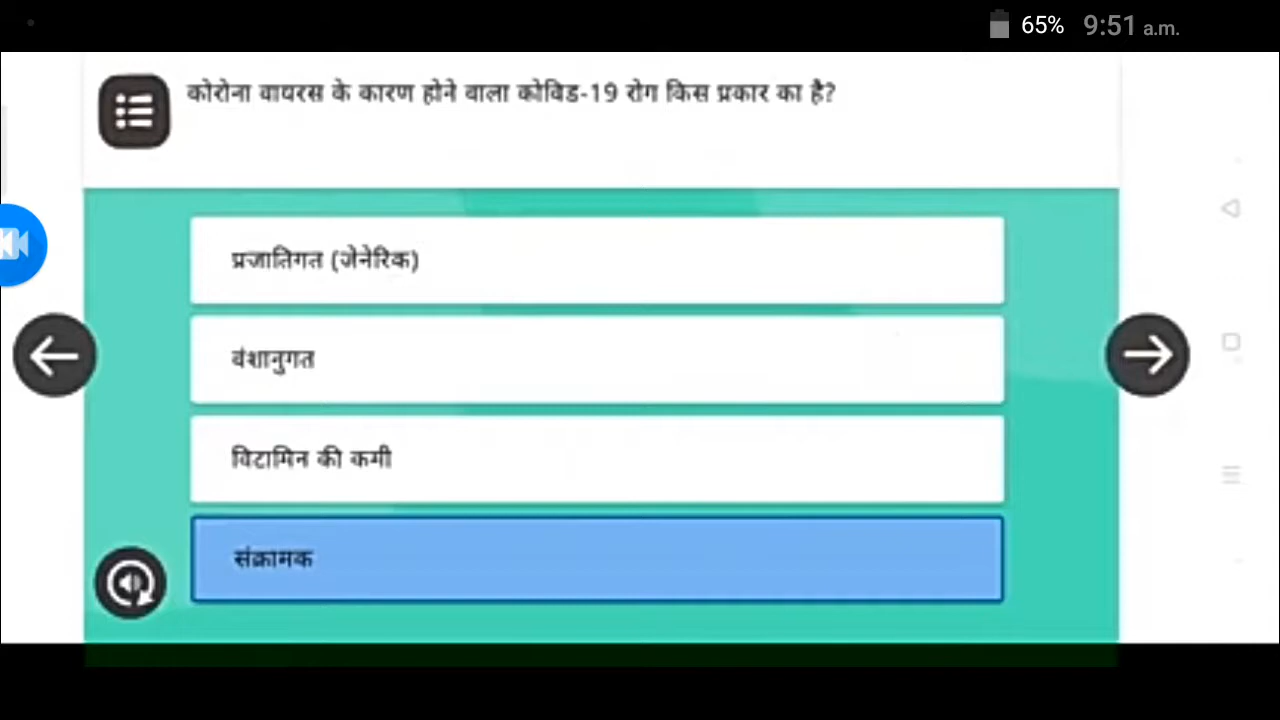 65% 9:51 a.m.
कोरोना वायरस के कारण होने वाला कोविड-19 रोग किस प्रकार का है?
प्रजातिगत (जेनेरिक)
वंशानुगत
विटामिन की कमी
संक्रामक